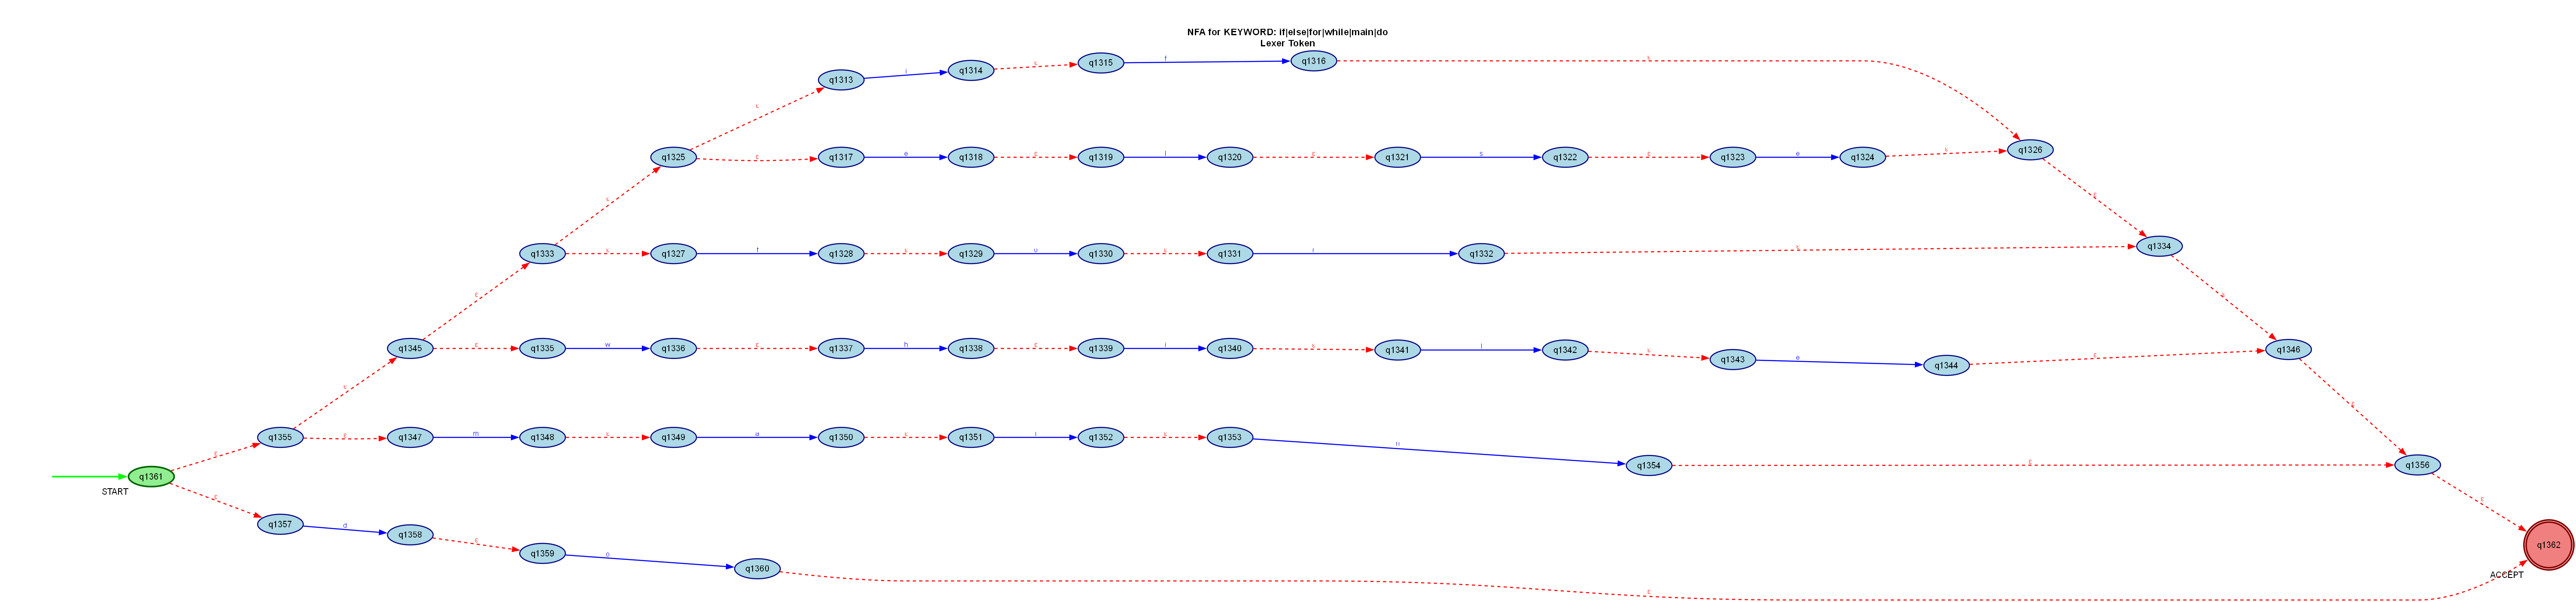 NFA for KEYWORD: if|else|for|while|main|do
Lexer Token
q1313 i q1314 ε q1315 f q1316 ε
ε
q1325 ε q1317 e q1318 ε q1319 l q1320 ε q1321 s q1322 ε q1323 e q1324 ε q1326
ε ε
q1333 ε q1327 f q1328 ε q1329 o q1330 ε q1331 r q1332 ε q1334
ε ε
q1345 ε q1335 w q1336 ε q1337 h q1338 ε q1339 i q1340 ε q1341 l q1342 ε q1343 e q1344 ε q1346
ε ε
q1355 ε q1347 m q1348 ε q1349 a q1350 ε q1351 i q1352 ε q1353 n q1354 ε q1356
ε ε
q1361
START
ε
q1357 d q1358 ε q1359 o q1360 ε
q1362
ACCEPT